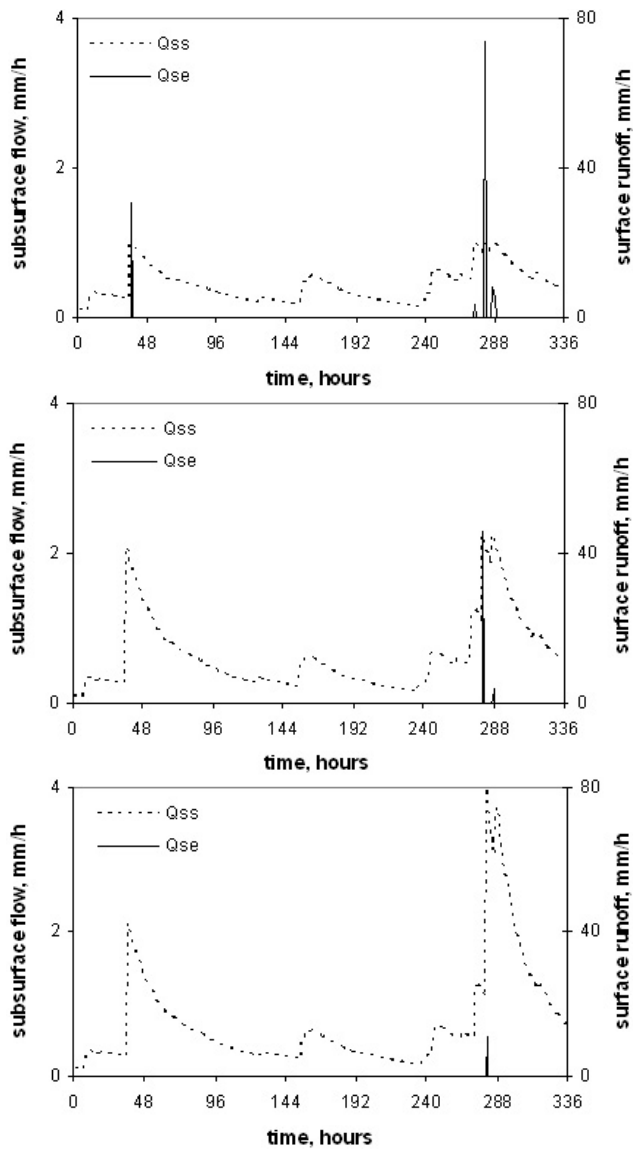 4
80
Qss
Qse
2
40
0
0
0 48 96 144 192 240 288 336
time, hours
subsurface flow, mm/h
surface runoff, mm/h
4
80
Qss
Qse
2
40
0
0
0 48 96 144 192 240 288 336
time, hours
subsurface flow, mm/h
surface runoff, mm/h
4
80
Qss
Qse
2
40
0
0
0 48 96 144 192 240 288 336
time, hours
subsurface flow, mm/h
surface runoff, mm/h